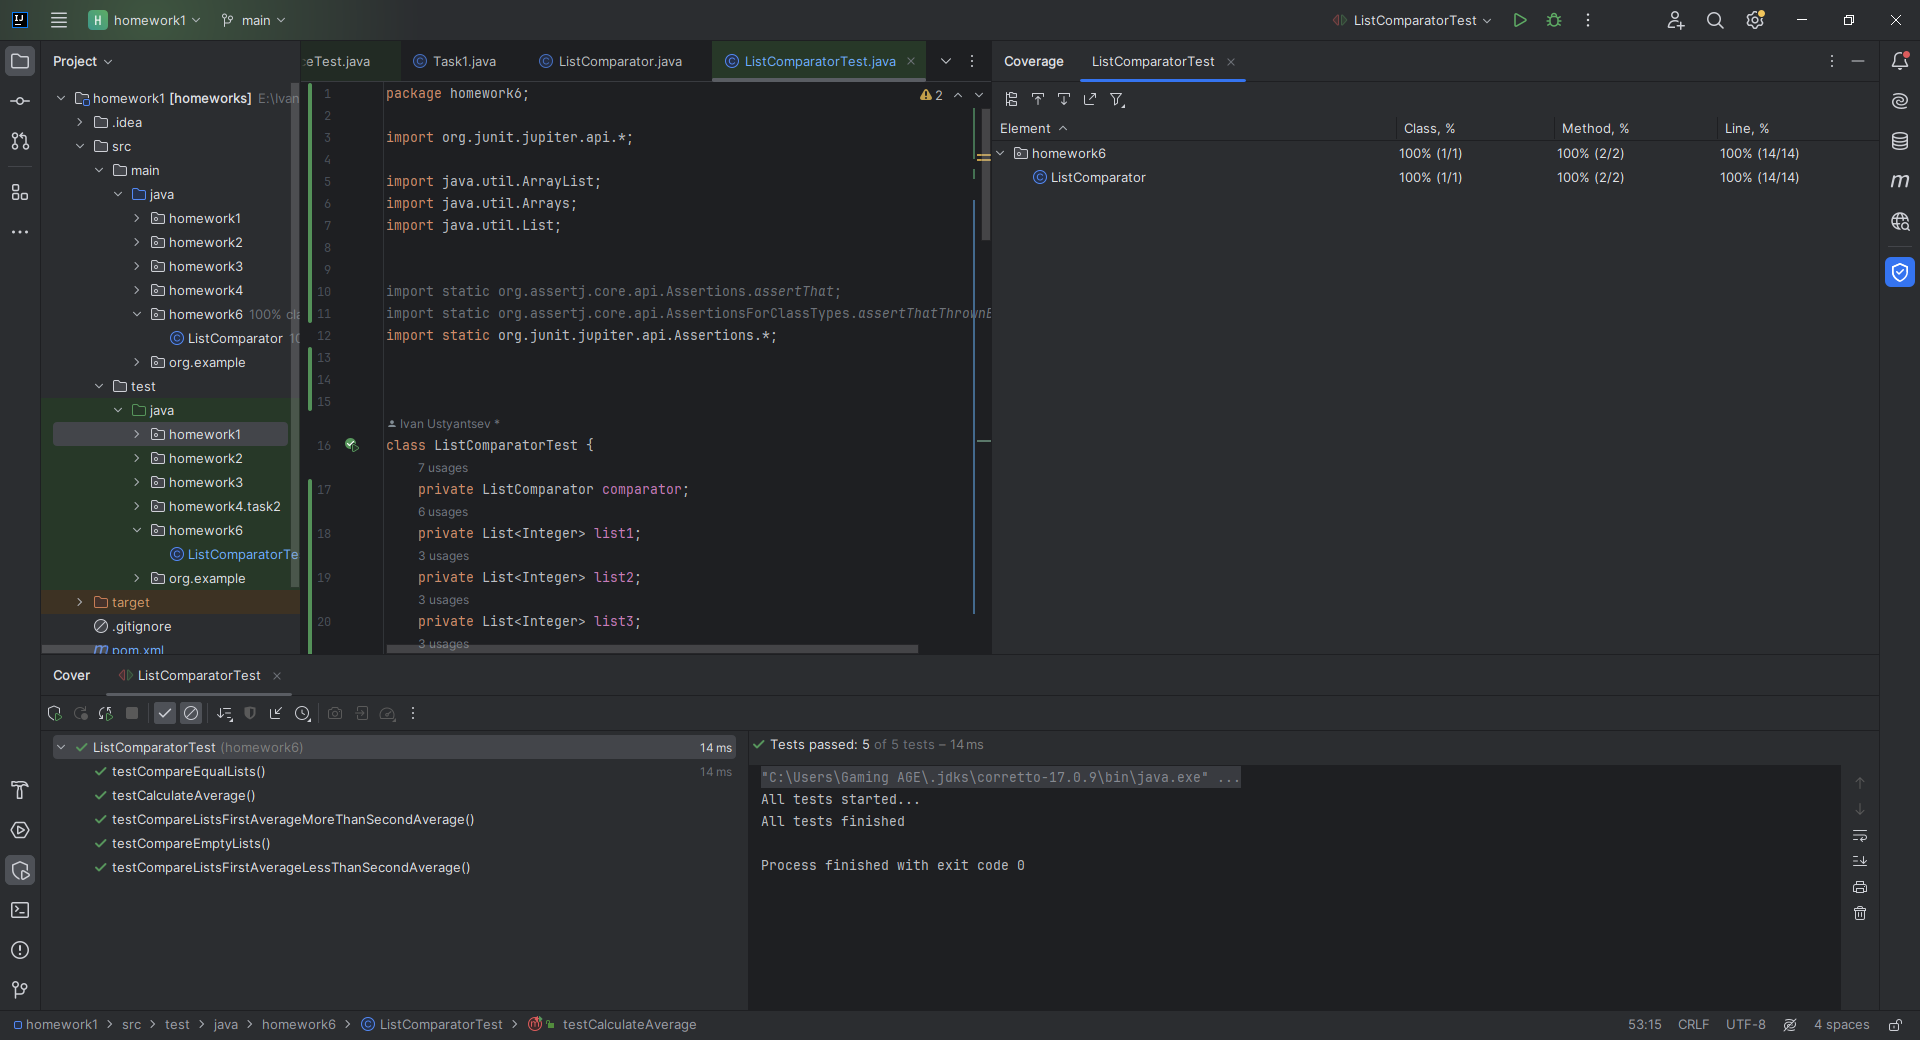 H homework1 main ListComparatorTest
Project
homework1 [homeworks] E:\Ivan
.idea
src
main
java
homework1
homework2
homework3
homework4
homework6 100% cla
ListComparator 10
org.example
test
java
homework1
homework2
homework3
homework4.task2
homework6
ListComparatorTe
org.example
target
.gitignore
pom.xml
eTest.java Task1.java ListComparator.java ListComparatorTest.java
2
1 package homework6;
2
3 import org.junit.jupiter.api.*;
4
5 import java.util.ArrayList;
6 import java.util.Arrays;
7 import java.util.List;
8
9
10 import static org.assertj.core.api.Assertions.assertThat;
11 import static org.assertj.core.api.AssertionsForClassTypes.assertThatThrownB
12 import static org.junit.jupiter.api.Assertions.*;
13
14
15
Ivan Ustyantsev *
16 class ListComparatorTest {
7 usages
17 private ListComparator comparator;
6 usages
18 private List<Integer> list1;
3 usages
19 private List<Integer> list2;
3 usages
20 private List<Integer> list3;
3 usages
Coverage ListComparatorTest
Element Class, % Method, % Line, %
homework6 100% (1/1) 100% (2/2) 100% (14/14)
ListComparator 100% (1/1) 100% (2/2) 100% (14/14)
Cover ListComparatorTest
ListComparatorTest (homework6) 14 ms
testCompareEqualLists() 14 ms
testCalculateAverage()
testCompareListsFirstAverageMoreThanSecondAverage()
testCompareEmptyLists()
testCompareListsFirstAverageLessThanSecondAverage()
Tests passed: 5 of 5 tests – 14 ms
"C:\Users\Gaming AGE\.jdks\corretto-17.0.9\bin\java.exe" ...
All tests started...
All tests finished
Process finished with exit code 0
homework1 src test java homework6 ListComparatorTest testCalculateAverage
53:15 CRLF UTF-8 4 spaces